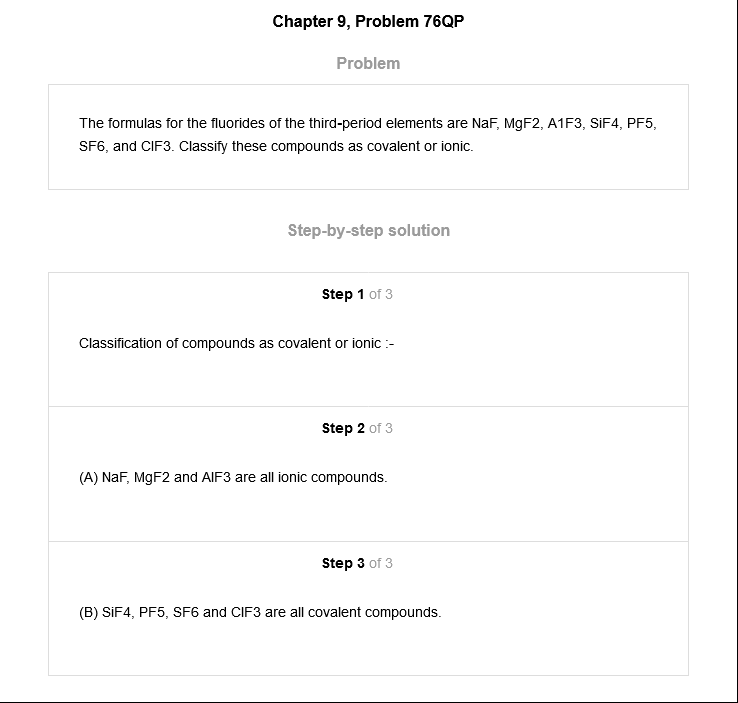 Chapter 9, Problem 76QP
Problem
The formulas for the fluorides of the third-period elements are NaF, MgF2, A1F3, SiF4, PF5,
SF6, and ClF3. Classify these compounds as covalent or ionic.
Step-by-step solution
Step 1 of 3
Classification of compounds as covalent or ionic :-
Step 2 of 3
(A) NaF, MgF2 and AlF3 are all ionic compounds.
Step 3 of 3
(B) SiF4, PF5, SF6 and ClF3 are all covalent compounds.